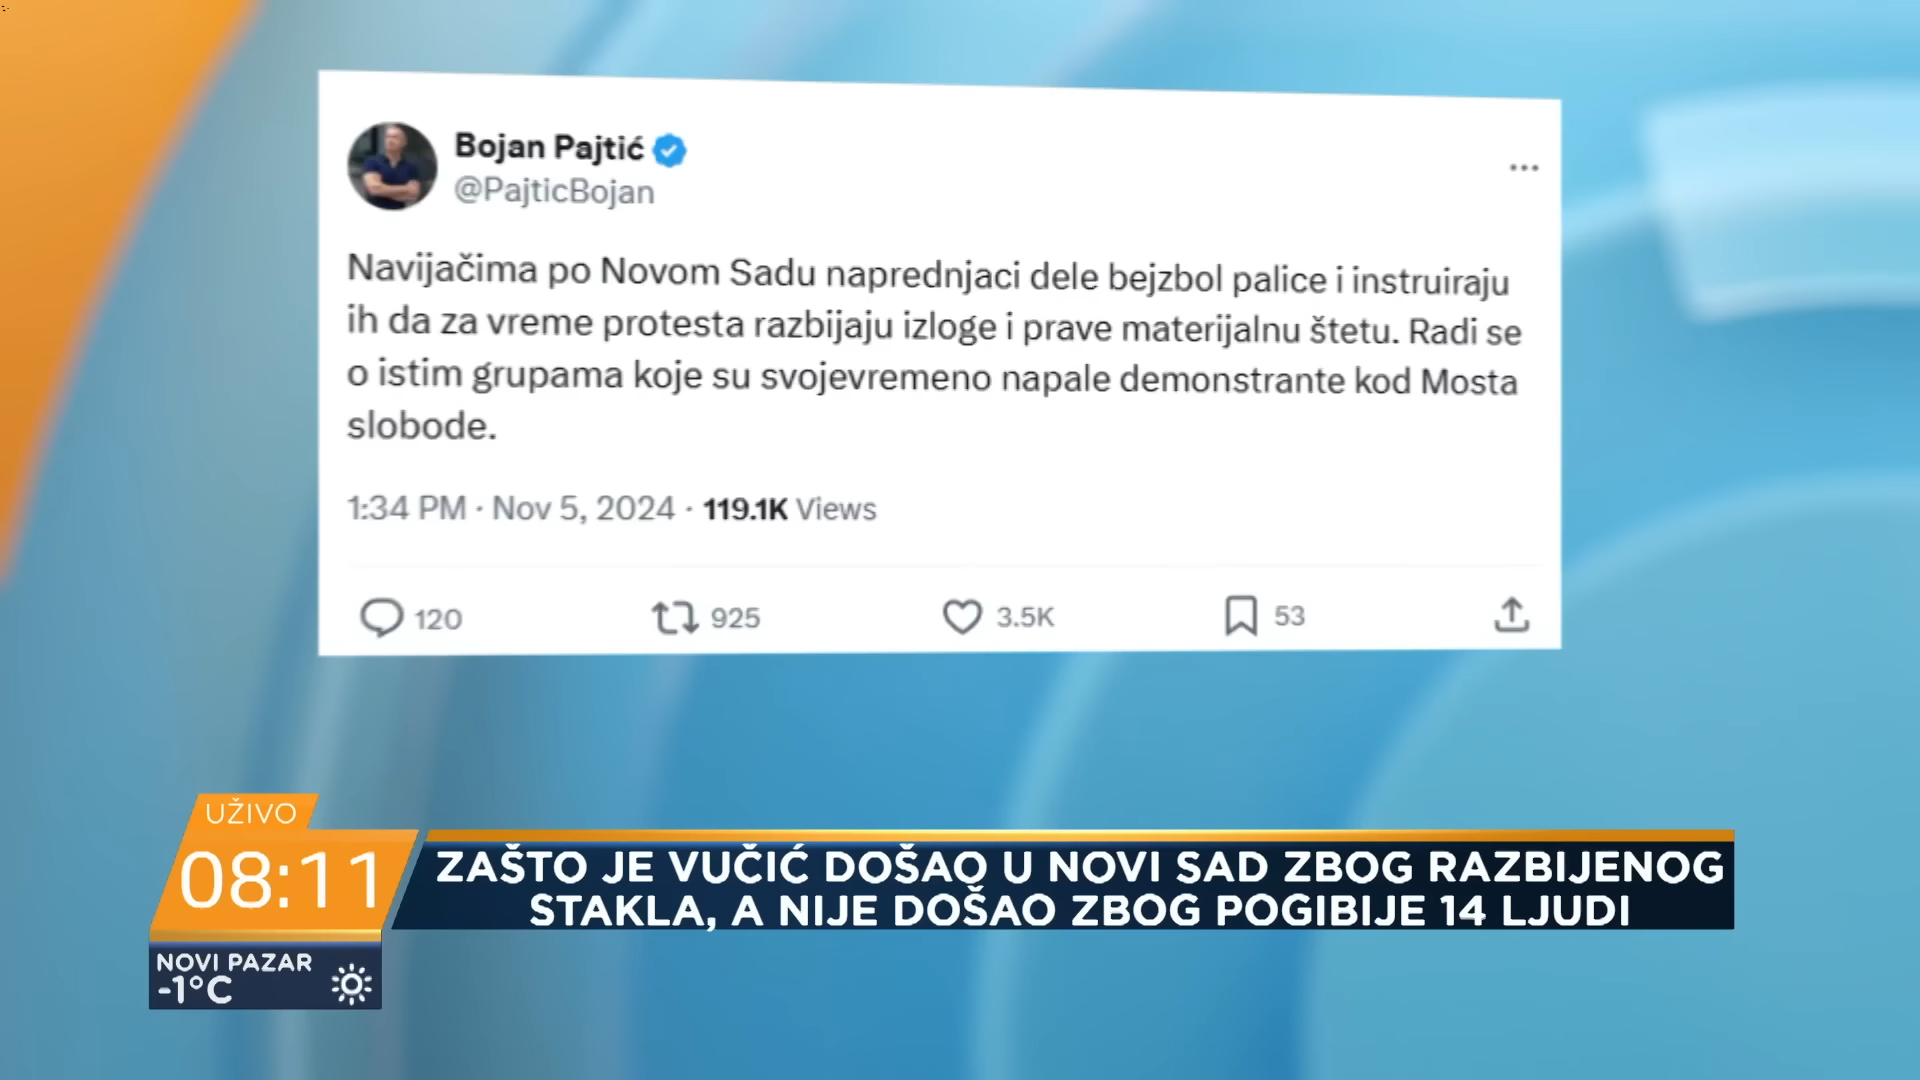 Bojan Pajtić
@PajticBojan
Navijačima po Novom Sadu naprednjaci dele bejzbol palice i instruiraju
ih da za vreme protesta razbijaju izloge i prave materijalnu štetu. Radi se
o istim grupama koje su svojevremeno napale demonstrante kod Mosta
slobode.
1:34 PM · Nov 5, 2024 · 119.1K Views
120 925 3.5K 53
UŽIVO
08:11
ZAŠTO JE VUČIĆ DOŠAO U NOVI SAD ZBOG RAZBIJENOG
STAKLA, A NIJE DOŠAO ZBOG POGIBIJE 14 LJUDI
NOVI PAZAR
-1°C